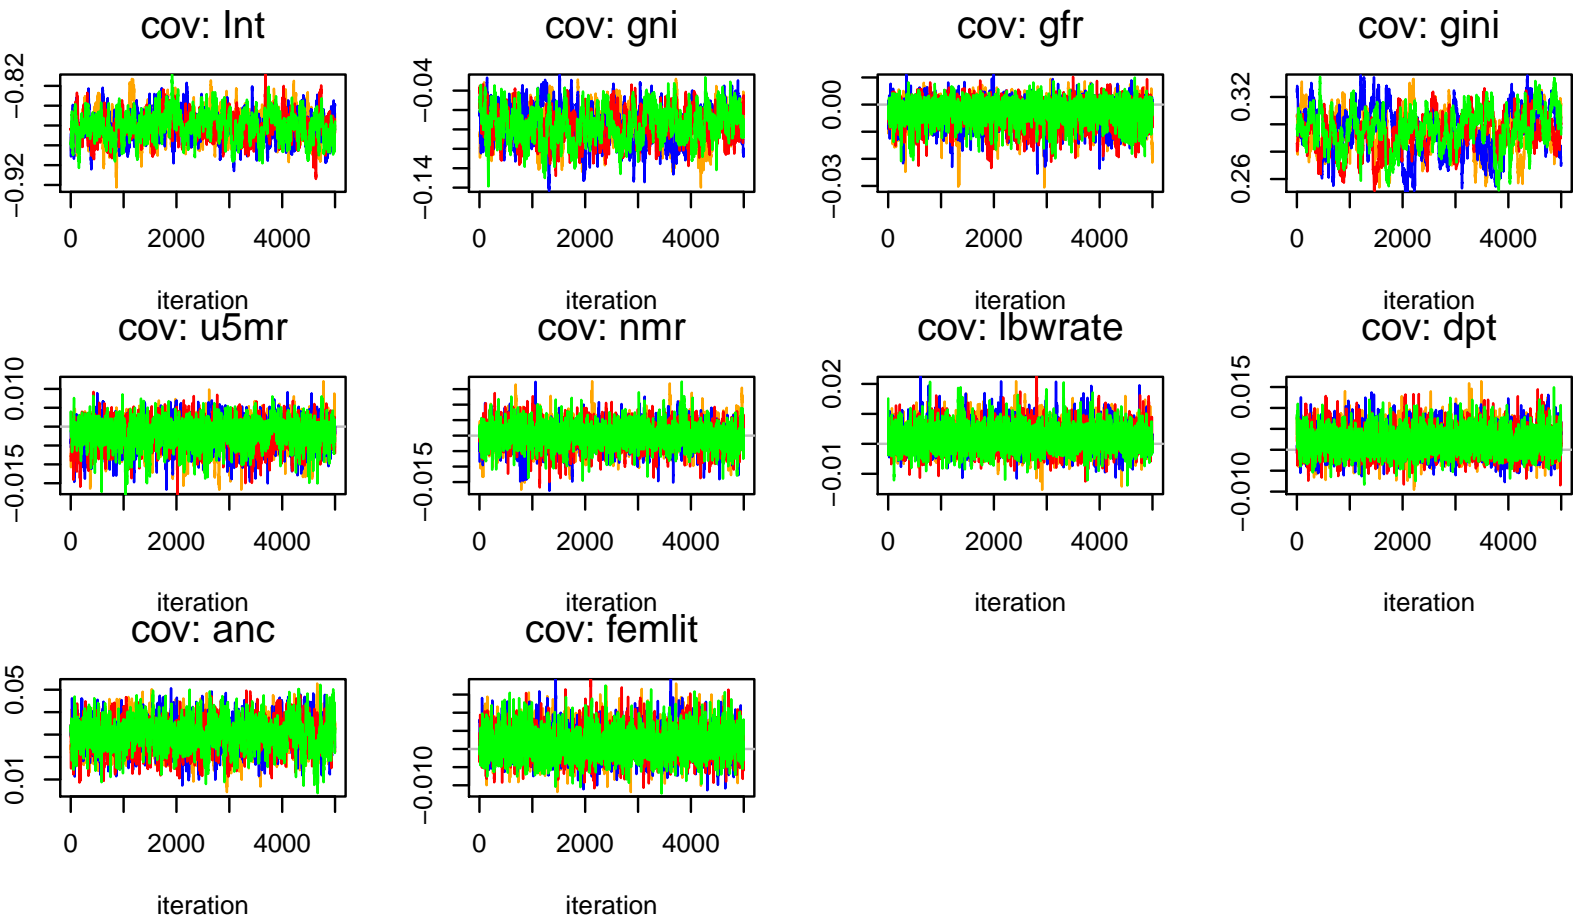 cov: Int
−0.82
−0.92
0 2000 4000
iteration
cov: gni
−0.04
−0.14
0 2000 4000
iteration
cov: gfr
0.00
−0.03
0 2000 4000
iteration
cov: gini
0.32
0.26
0 2000 4000
iteration
cov: u5mr
0.010
−0.015
0 2000 4000
iteration
cov: nmr
−0.015
0 2000 4000
iteration
cov: lbwrate
0.02
−0.01
0 2000 4000
iteration
cov: dpt
0.015
−0.010
0 2000 4000
iteration
cov: anc
0.05
0.01
0 2000 4000
iteration
cov: femlit
−0.010
0 2000 4000
iteration